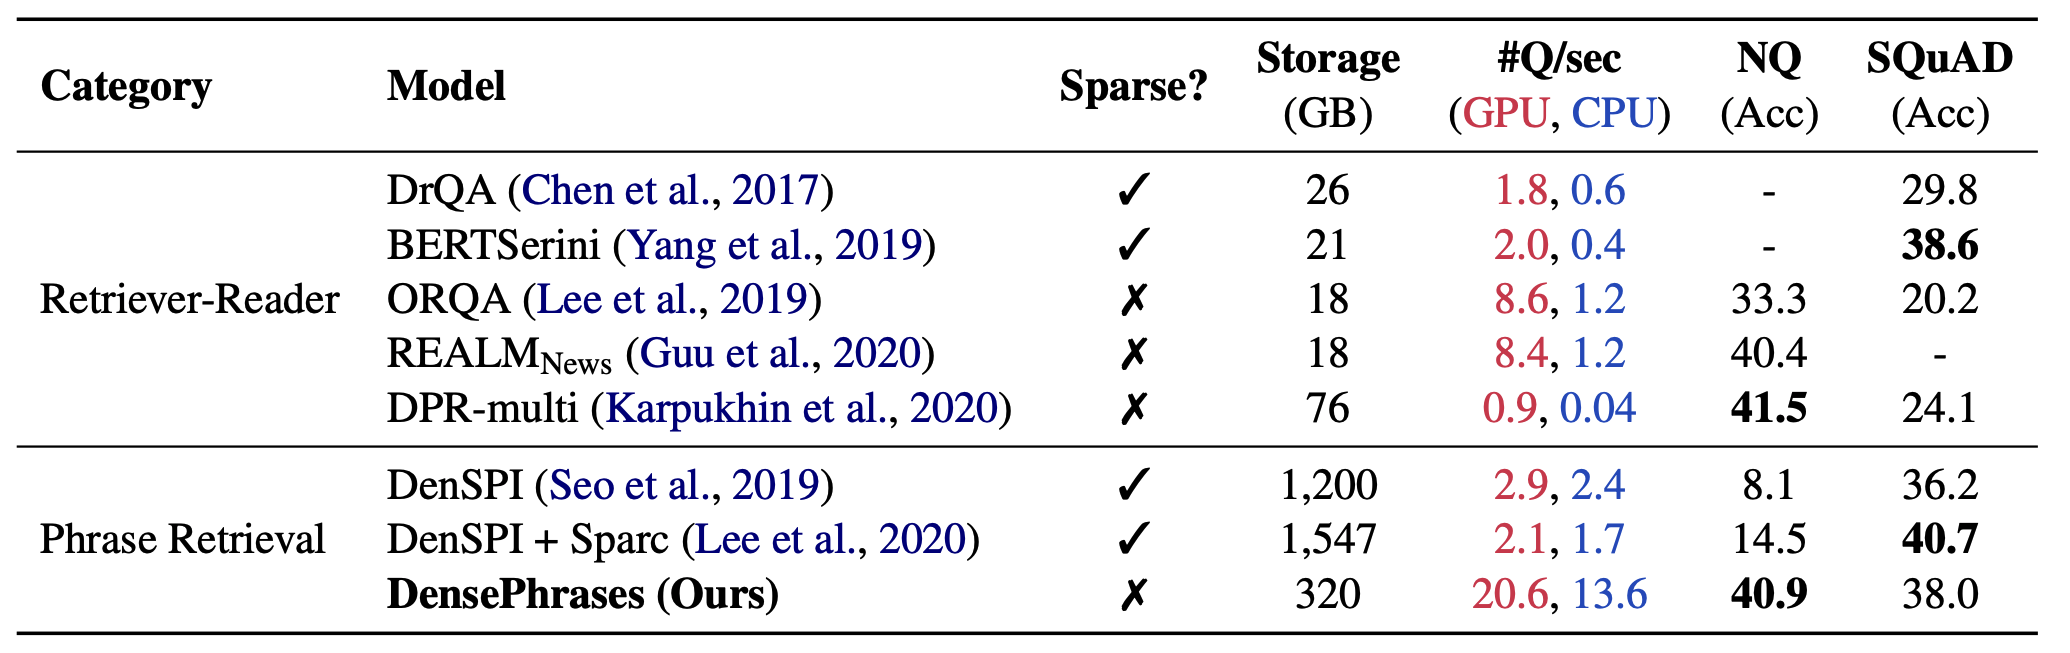 Category Model Sparse? Storage (GB) #Q/sec (GPU, CPU) NQ (Acc) SQuAD (Acc)
Retriever-Reader
DrQA (Chen et al., 2017) ✓ 26 1.8, 0.6 - 29.8
BERTSerini (Yang et al., 2019) ✓ 21 2.0, 0.4 - 38.6
ORQA (Lee et al., 2019) ✗ 18 8.6, 1.2 33.3 20.2
REALMNews (Guu et al., 2020) ✗ 18 8.4, 1.2 40.4 -
DPR-multi (Karpukhin et al., 2020) ✗ 76 0.9, 0.04 41.5 24.1
Phrase Retrieval
DenSPI (Seo et al., 2019) ✓ 1,200 2.9, 2.4 8.1 36.2
DenSPI + Sparc (Lee et al., 2020) ✓ 1,547 2.1, 1.7 14.5 40.7
DensePhrases (Ours) ✗ 320 20.6, 13.6 40.9 38.0